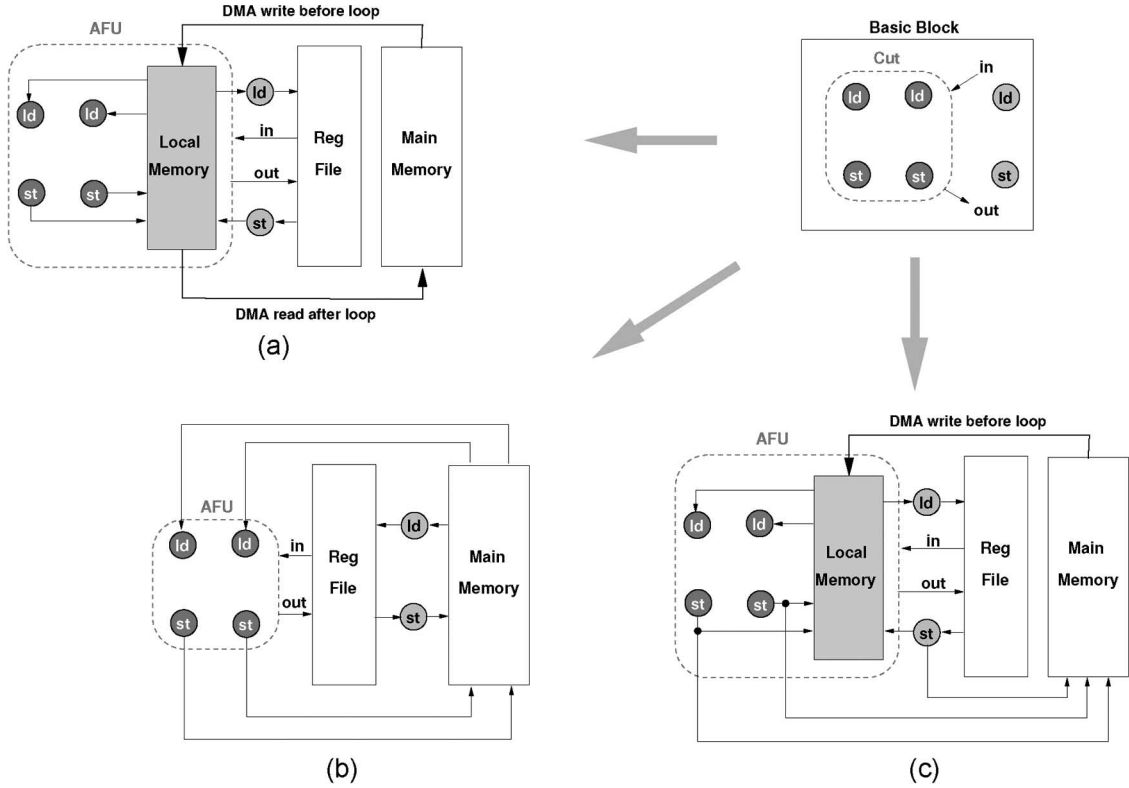 DMA write before loop
AFU
ld
ld
ld
in
Local
Memory
Reg
File
Main
Memory
out
st
st
st
DMA read after loop
(a)
Basic Block
Cut
in
ld
ld
ld
st
st
st
out
AFU
ld
ld
ld
in
Reg
File
Main
Memory
out
st
st
st
(b)
DMA write before loop
AFU
ld
ld
ld
in
Local
Memory
Reg
File
Main
Memory
out
st
st
st
(c)